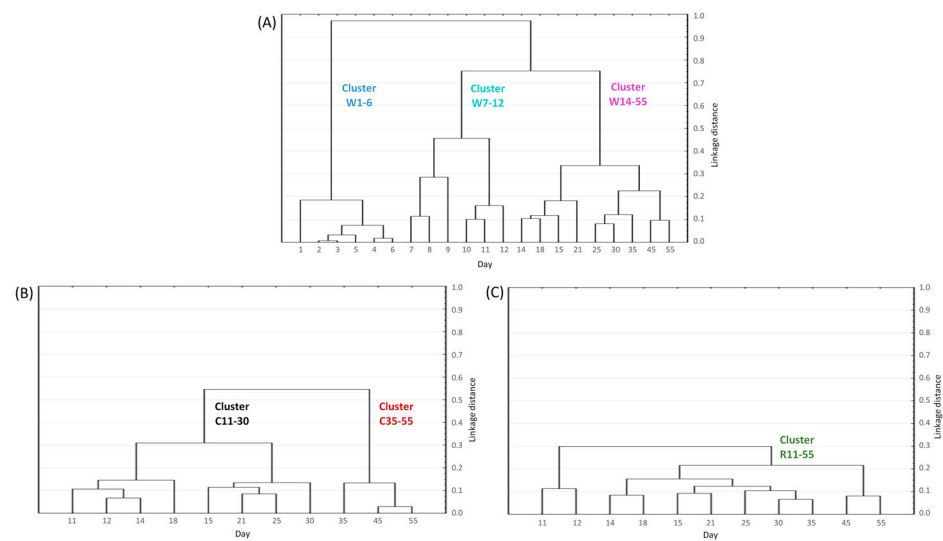 (A)
Cluster
W1-6
Cluster
W7-12
Cluster
W14-55
1.0
0.9
0.8
0.7
0.6
0.5
0.4
0.3
0.2
0.1
0.0
Linkage distance
1 2 3 5 4 6 7 8 9 10 11 12 14 18 15 21 25 30 35 45 55
Day
(B)
Cluster
C11-30
Cluster
C35-55
1.0
0.9
0.8
0.7
0.6
0.5
0.4
0.3
0.2
0.1
0.0
Linkage distance
11 12 14 18 15 21 25 30 35 45 55
Day
(C)
Cluster
R11-55
1.0
0.9
0.8
0.7
0.6
0.5
0.4
0.3
0.2
0.1
0.0
Linkage distance
11 12 14 18 15 21 25 30 35 45 55
Day